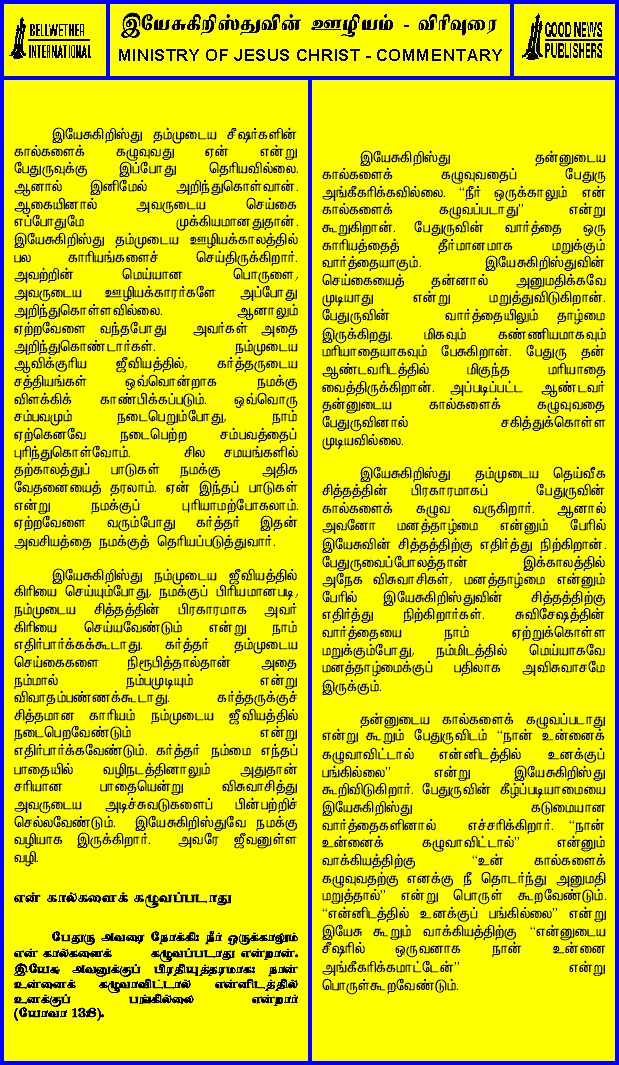 BELLWETHER
INTERNATIONAL
இயேசுகிறிஸ்துவின் ஊழியம் - விரிவுரை
MINISTRY OF JESUS CHRIST - COMMENTARY
GOOD NEWS
PUBLISHERS
இயேசுகிறிஸ்து தம்முடைய சீஷர்களின்
கால்களைக் கழுவுவது ஏன் என்று
பேதுருவுக்கு இப்போது தெரியவில்லை.
ஆனால் இனிமேல் அறிந்துகொள்வான்.
ஆகையினால் அவருடைய செய்கை
எப்போதுமே முக்கியமானதுதான்.
இயேசுகிறிஸ்து தம்முடைய ஊழியக்காலத்தில்
பல காரியங்களைச் செய்திருக்கிறார்.
அவற்றின் மெய்யான பொருளை,
அவருடைய ஊழியக்காரர்களே அப்போது
அறிந்துகொள்ளவில்லை. ஆனாலும்
ஏற்றவேளை வந்தபோது அவர்கள் அதை
அறிந்துகொண்டார்கள். நம்முடைய
ஆவிக்குரிய ஜீவியத்தில், கர்த்தருடைய
சத்தியங்கள் ஒவ்வொன்றாக நமக்கு
விளக்கிக் காண்பிக்கப்படும். ஒவ்வொரு
சம்பவமும் நடைபெறும்போது, நாம்
ஏற்கெனவே நடைபெற்ற சம்பவத்தைப்
புரிந்துகொள்வோம். சில சமயங்களில்
தற்காலத்துப் பாடுகள் நமக்கு அதிக
வேதனையைத் தரலாம். ஏன் இந்தப் பாடுகள்
என்று நமக்குப் புரியாமற்போகலாம்.
ஏற்றவேளை வரும்போது கர்த்தர் இதன்
அவசியத்தை நமக்குத் தெரியப்படுத்துவார்.
இயேசுகிறிஸ்து நம்முடைய ஜீவியத்தில்
கிரியை செய்யும்போது, நமக்குப் பிரியமானபடி,
நம்முடைய சித்தத்தின் பிரகாரமாக அவர்
கிரியை செய்யவேண்டும் என்று நாம்
எதிர்பார்க்கக்கூடாது. கர்த்தர் தம்முடைய
செய்கைகளை நிரூபித்தால்தான் அதை
நம்மால் நம்பமுடியும் என்று
விவாதம்பண்ணக்கூடாது. கர்த்தருக்குச்
சித்தமான காரியம் நம்முடைய ஜீவியத்தில்
நடைபெறவேண்டும் என்று
எதிர்பார்க்கவேண்டும். கர்த்தர் நம்மை எந்தப்
பாதையில் வழிநடத்தினாலும் அதுதான்
சரியான பாதையென்று விசுவாசித்து
அவருடைய அடிச்சுவடுகளைப் பின்பற்றிச்
செல்லவேண்டும். இயேசுகிறிஸ்துவே நமக்கு
வழியாக இருக்கிறார். அவரே ஜீவனுள்ள
வழி.
என் கால்களைக் கழுவப்படாது
பேதுரு அவரை நோக்கி: நீர் ஒருக்காலும்
என் கால்களைக் கழுவப்படாது என்றான்.
இயேசு அவனுக்குப் பிரதியுத்தரமாக: நான்
உன்னைக் கழுவாவிட்டால் என்னிடத்தில்
உனக்குப் பங்கில்லை என்றார்
(யோவா 13:8).
இயேசுகிறிஸ்து தன்னுடைய
கால்களைக் கழுவுவதைப் பேதுரு
அங்கீகரிக்கவில்லை. “நீர் ஒருக்காலும் என்
கால்களைக் கழுவப்படாது” என்று
கூறுகிறான். பேதுருவின் வார்த்தை ஒரு
காரியத்தைத் தீர்மானமாக மறுக்கும்
வார்த்தையாகும். இயேசுகிறிஸ்துவின்
செய்கையைத் தன்னால் அனுமதிக்கவே
முடியாது என்று மறுத்துவிடுகிறான்.
பேதுருவின் வார்த்தையிலும் தாழ்மை
இருக்கிறது. மிகவும் கண்ணியமாகவும்
மரியாதையாகவும் பேசுகிறான். பேதுரு தன்
ஆண்டவரிடத்தில் மிகுந்த மரியாதை
வைத்திருக்கிறான். அப்படிப்பட்ட ஆண்டவர்
தன்னுடைய கால்களைக் கழுவுவதை
பேதுருவினால் சகித்துக்கொள்ள
முடியவில்லை.
இயேசுகிறிஸ்து தம்முடைய தெய்வீக
சித்தத்தின் பிரகாரமாகப் பேதுருவின்
கால்களைக் கழுவ வருகிறார். ஆனால்
அவனோ மனத்தாழ்மை என்னும் பேரில்
இயேசுவின் சித்தத்திற்கு எதிர்த்து நிற்கிறான்.
பேதுருவைப்போலத்தான் இக்காலத்தில்
அநேக விசுவாசிகள், மனத்தாழ்மை என்னும்
பேரில் இயேசுகிறிஸ்துவின் சித்தத்திற்கு
எதிர்த்து நிற்கிறார்கள். சுவிசேஷத்தின்
வார்த்தையை நாம் ஏற்றுக்கொள்ள
மறுக்கும்போது, நம்மிடத்தில் மெய்யாகவே
மனத்தாழ்மைக்குப் பதிலாக அவிசுவாசமே
இருக்கும்.
தன்னுடைய கால்களைக் கழுவப்படாது
என்று கூறும் பேதுருவிடம் “நான் உன்னைக்
கழுவாவிட்டால் என்னிடத்தில் உனக்குப்
பங்கில்லை” என்று இயேசுகிறிஸ்து
கூறிவிடுகிறார். பேதுருவின் கீழ்ப்படியாமையை
இயேசுகிறிஸ்து கடுமையான
வார்த்தைகளினால் எச்சரிக்கிறார். “நான்
உன்னைக் கழுவாவிட்டால்” என்னும்
வாக்கியத்திற்கு “உன் கால்களைக்
கழுவுவதற்கு எனக்கு நீ தொடர்ந்து அனுமதி
மறுத்தால்” என்று பொருள் கூறவேண்டும்.
“என்னிடத்தில் உனக்குப் பங்கில்லை” என்று
இயேசு கூறும் வாக்கியத்திற்கு “என்னுடைய
சீஷரில் ஒருவனாக நான் உன்னை
அங்கீகரிக்கமாட்டேன்” என்று
பொருள்கூறவேண்டும்.